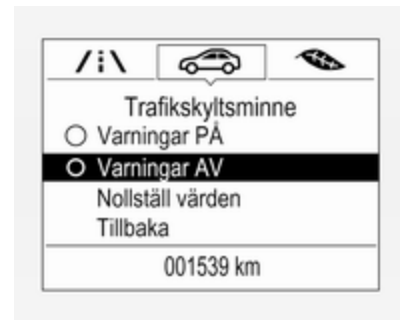 Trafikskyltsminne
Varningar PÅ
Varningar AV
Nollställ värden
Tillbaka
001539 km